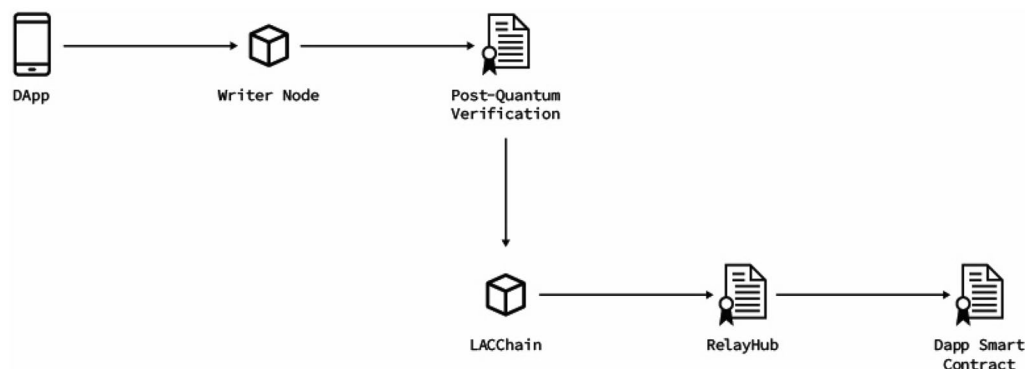 DApp
Writer Node
Post-Quantum
Verification
LACChain
RelayHub
Dapp Smart
Contract